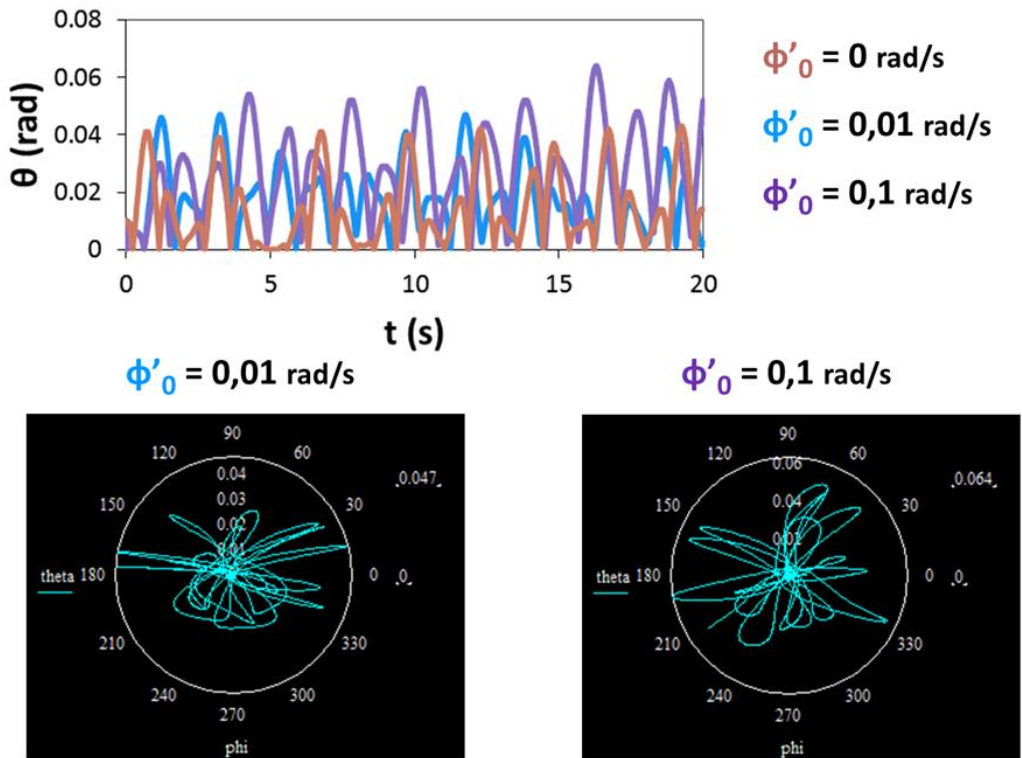 0.08
0.06
0.04
0.02
0
θ (rad)
0 5 10 15 20
t (s)
ϕ’0 = 0 rad/s
ϕ’0 = 0,01 rad/s
ϕ’0 = 0,1 rad/s
ϕ’0 = 0,01 rad/s
90
120 60
0.04
0.03
0.02
0.01
150 30
0.047
theta 180 0 0
210 330
240 300
270
phi
ϕ’0 = 0,1 rad/s
90
120 60
0.06
0.04
0.01
150 30
0.064
theta 180 0 0
210 330
240 300
270
phi